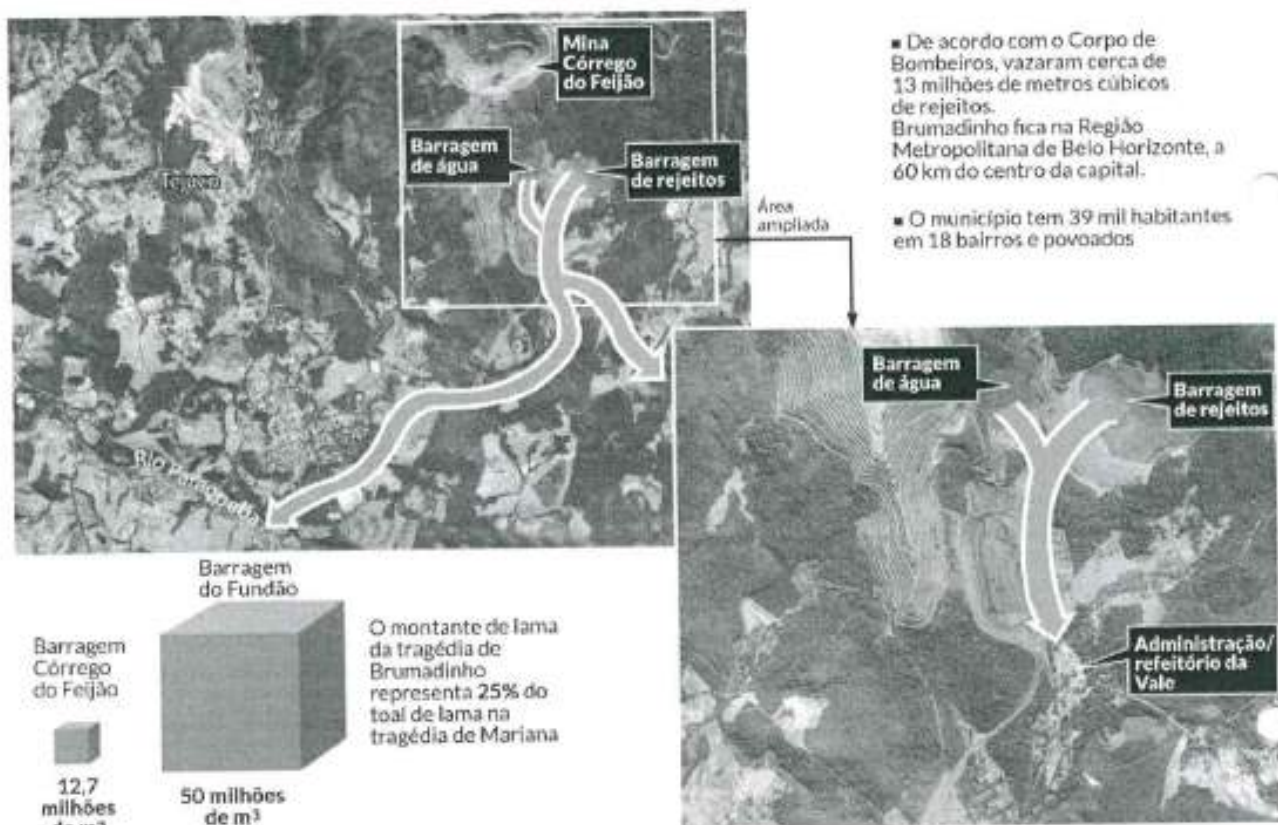 Mina
Córrego
do Feijão
Barragem
de água
Barragem
de rejeitos
Tejuco
Rio Paraopeba
Área
ampliada
■ De acordo com o Corpo de
Bombeiros, vazaram cerca de
13 milhões de metros cúbicos
de rejeitos.
Brumadinho fica na Região
Metropolitana de Belo Horizonte, a
60 km do centro da capital.
■ O município tem 39 mil habitantes
em 18 bairros e povoados
Barragem
de água
Barragem
de rejeitos
Administração/
refeitório da
Vale
Barragem
Córrego
do Feijão
12,7
milhões
de m³
Barragem
do Fundão
50 milhões
de m³
O montante de lama
da tragédia de
Brumadinho
representa 25% do
toal de lama na
tragédia de Mariana